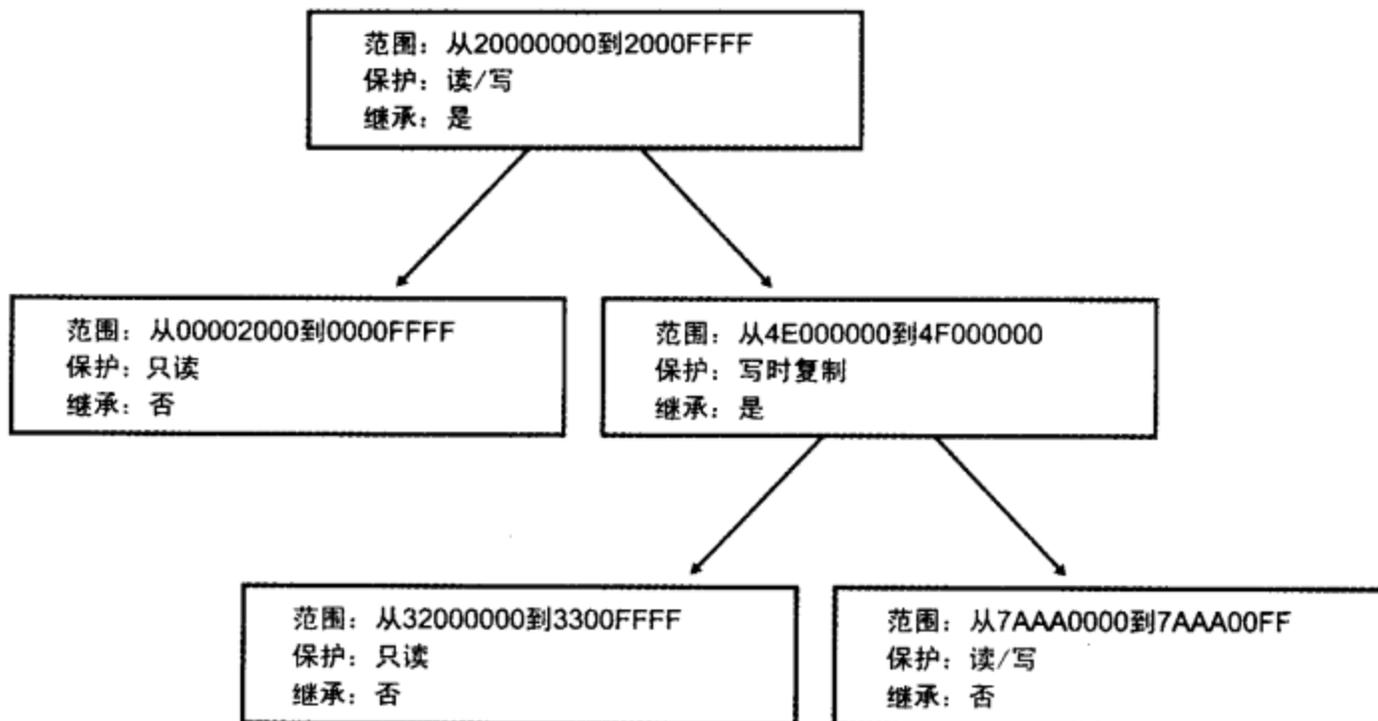 范围：从20000000到2000FFFF
保护：读/写
继承：是
范围：从00002000到0000FFFF
保护：只读
继承：否
范围：从4E000000到4F000000
保护：写时复制
继承：是
范围：从32000000到3300FFFF
保护：只读
继承：否
范围：从7AAA0000到7AAA00FF
保护：读/写
继承：否